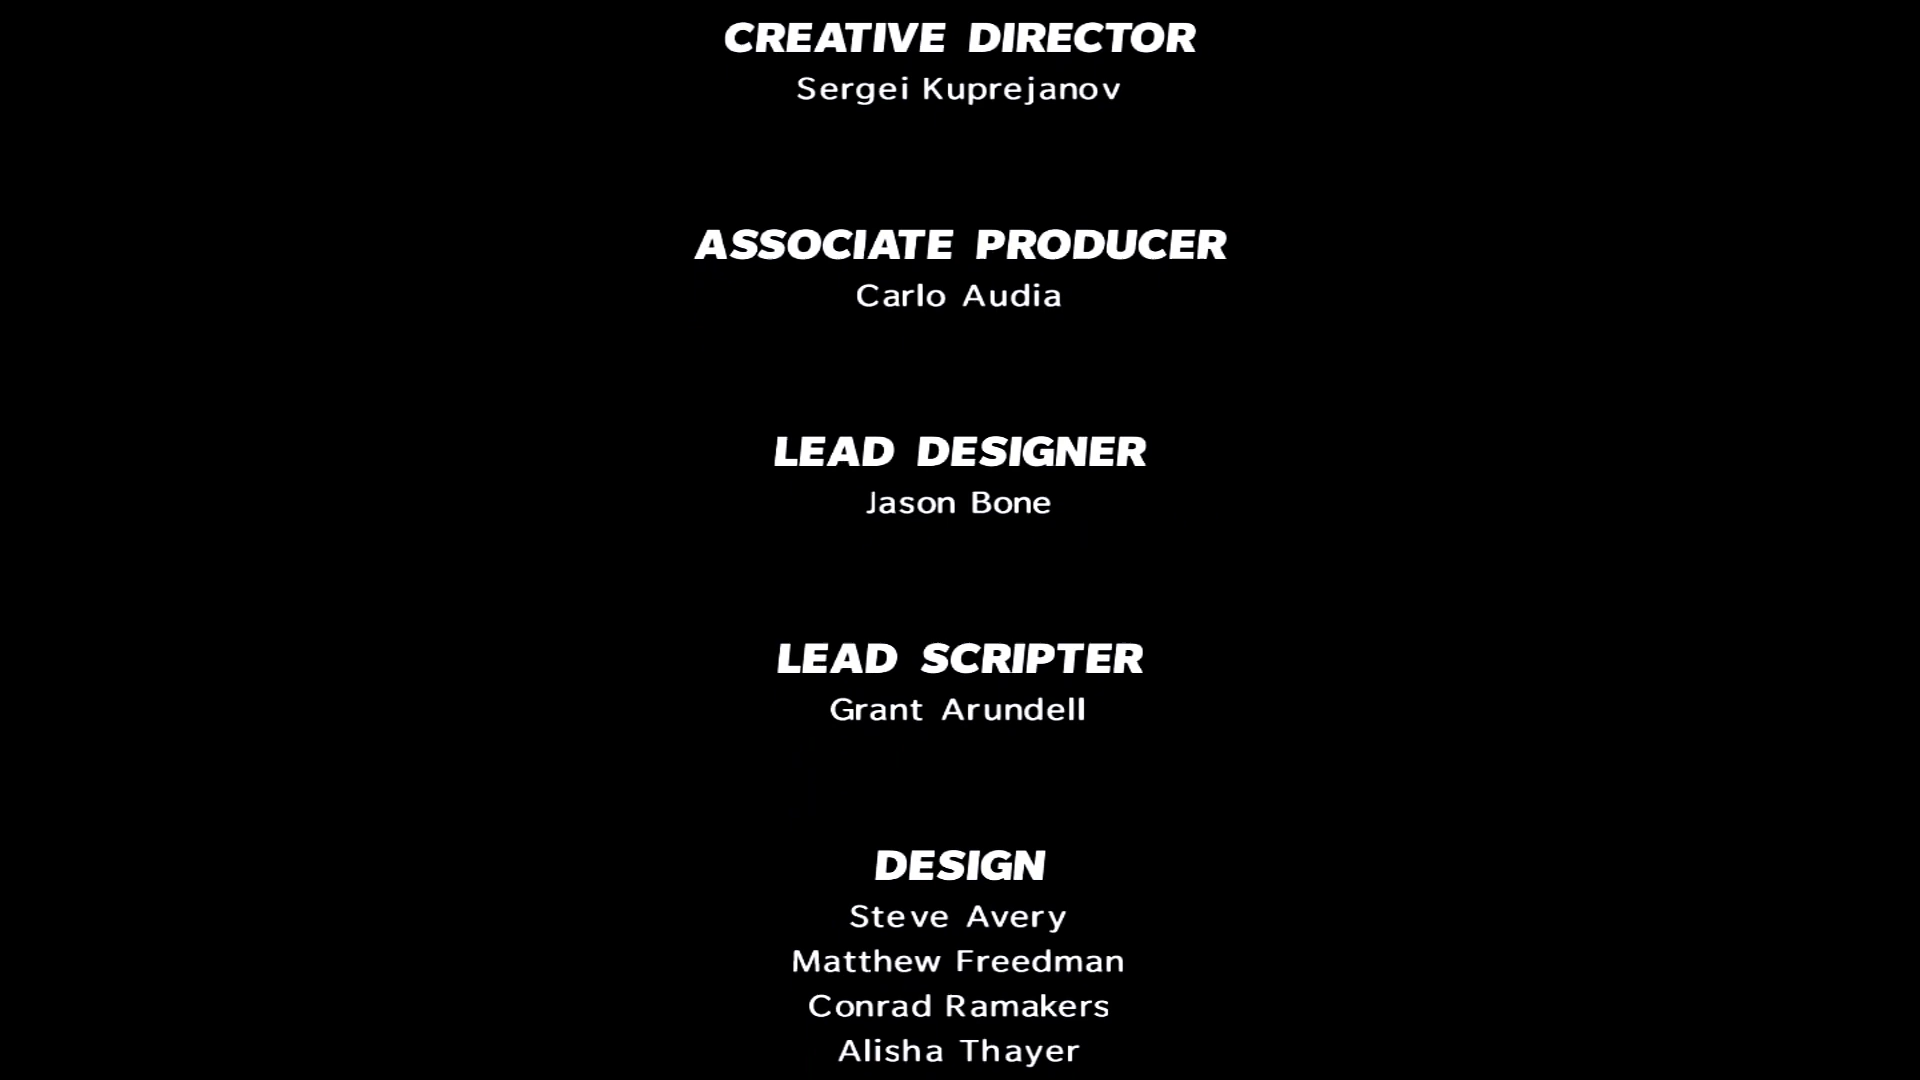 CREATIVE DIRECTOR
Sergei Kuprejanov
ASSOCIATE PRODUCER
Carlo Audia
LEAD DESIGNER
Jason Bone
LEAD SCRIPTER
Grant Arundell
DESIGN
Steve Avery
Matthew Freedman
Conrad Ramakers
Alisha Thayer